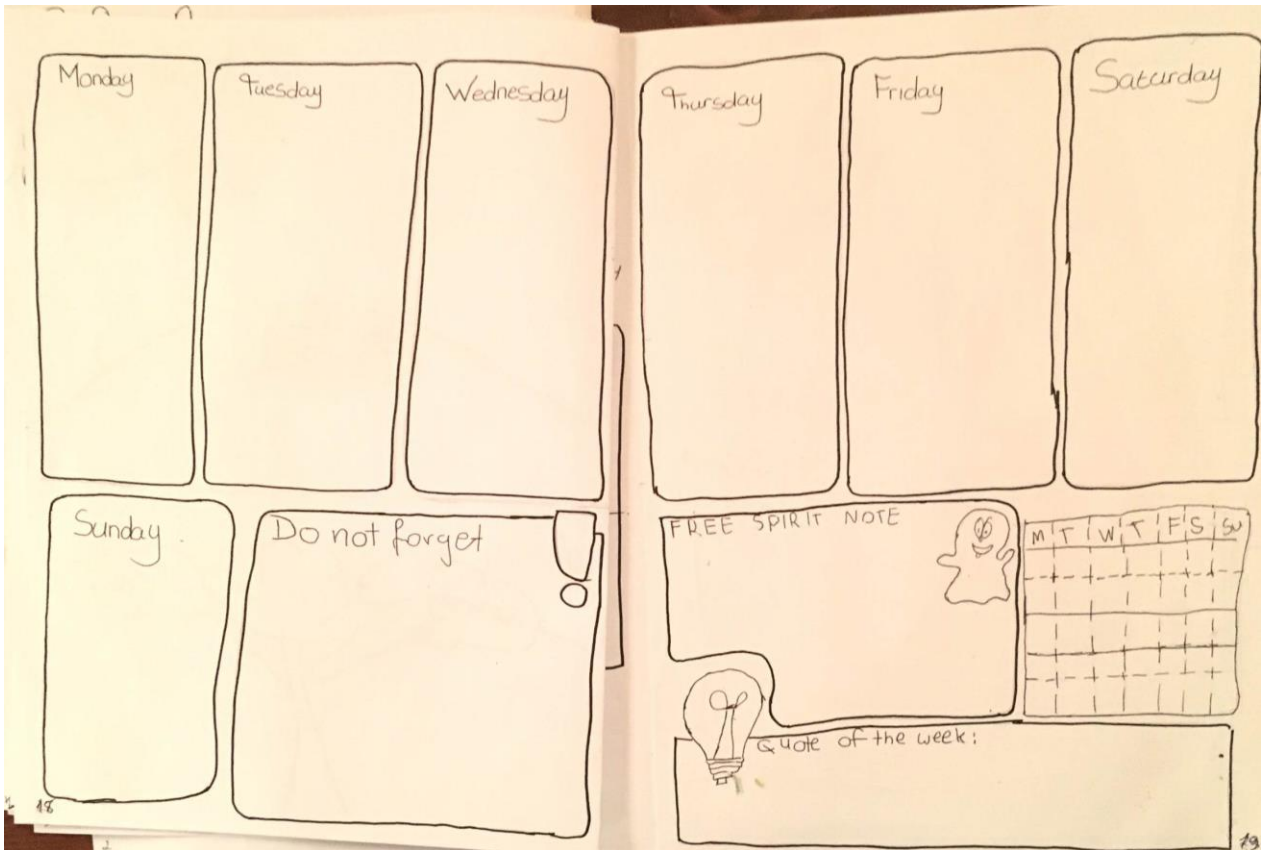 Monday
Tuesday
Wednesday
Thursday
Friday
Saturday
Sunday
Do not forget
FREE SPIRIT NOTE
M T W T F S SU
Quote of the week:
18
19